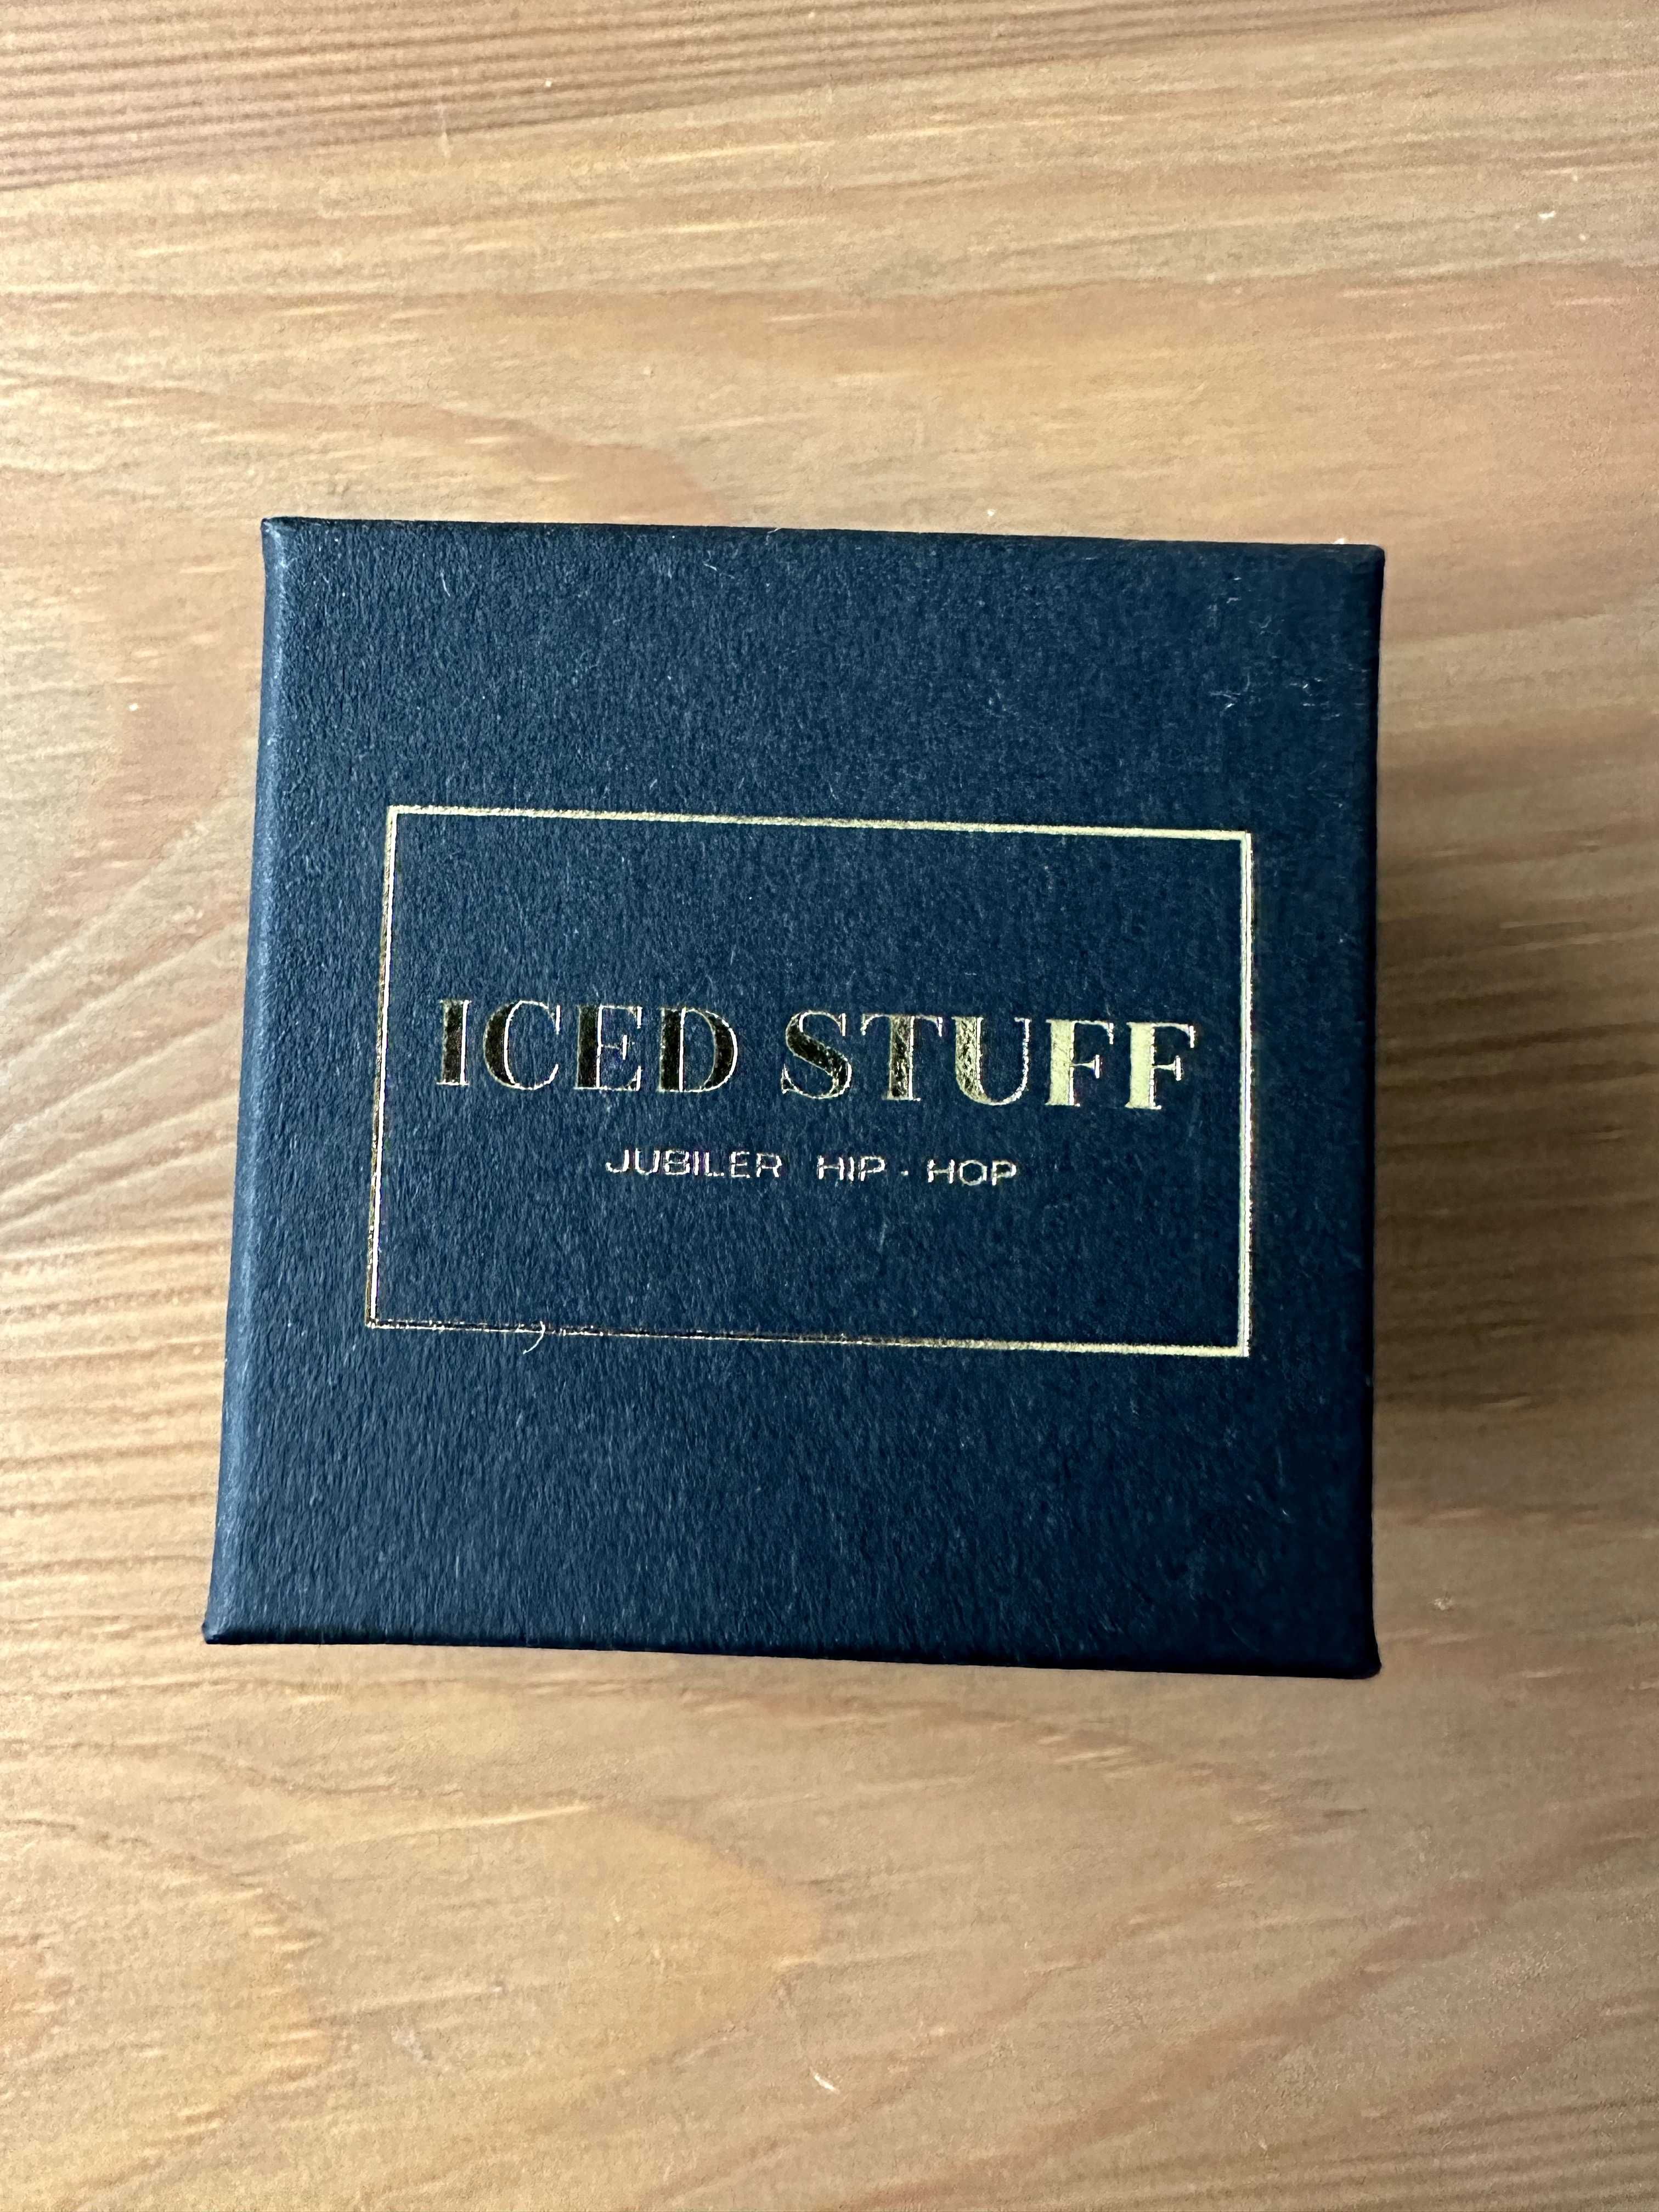 ICED STUFF
JUBILER HIP - HOP